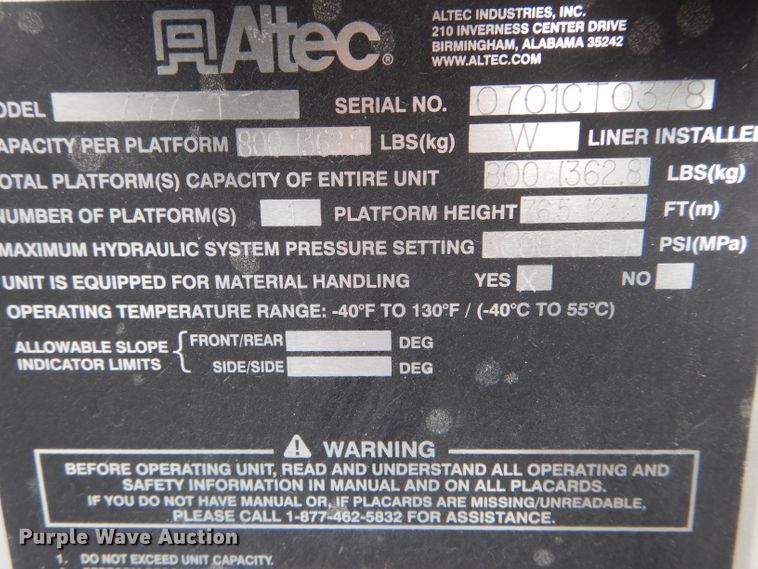 Altec®
ALTEC INDUSTRIES, INC.
210 INVERNESS CENTER DRIVE
BIRMINGHAM, ALABAMA 35242
WWW.ALTEC.COM
ODEL SERIAL NO. 0701CT0378
APACITY PER PLATFORM 800 LBS(kg) W LINER INSTALLE
OTAL PLATFORM(S) CAPACITY OF ENTIRE UNIT 800 (362.8) LBS(kg)
NUMBER OF PLATFORM(S) 1 PLATFORM HEIGHT FT(m)
MAXIMUM HYDRAULIC SYSTEM PRESSURE SETTING PSI(MPa)
UNIT IS EQUIPPED FOR MATERIAL HANDLING YES X NO
OPERATING TEMPERATURE RANGE: -40°F TO 130°F / (-40°C TO 55°C)
ALLOWABLE SLOPE INDICATOR LIMITS { FRONT/REAR DEG
SIDE/SIDE DEG
WARNING
BEFORE OPERATING UNIT, READ AND UNDERSTAND ALL OPERATING AND
SAFETY INFORMATION IN MANUAL AND ON ALL PLACARDS.
IF YOU DO NOT HAVE MANUAL OR, IF PLACARDS ARE MISSING/UNREADABLE,
PLEASE CALL 1-877-462-5832 FOR ASSISTANCE.
Purple Wave Auction
1. DO NOT EXCEED UNIT CAPACITY.